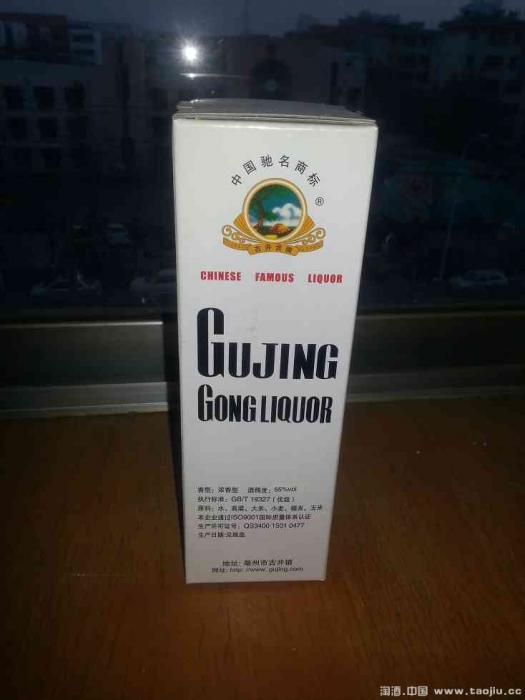 中国驰名商标
®
古井贡牌
CHINESE FAMOUS LIQUOR
GUJING
GONG LIQUOR
香型：浓香型 酒精度：55%vol
执行标准：GB/T 19327（优级）
原料：水、高粱、大米、小麦、糯米、玉米
本企业通过ISO9001国际质量体系认证
生产许可证号：QS3400 1501 0477
生产日期:见瓶盖
地址：亳州市古井镇
网址: http://www.gujing.com
淘酒.中国 www.taojiu.cc